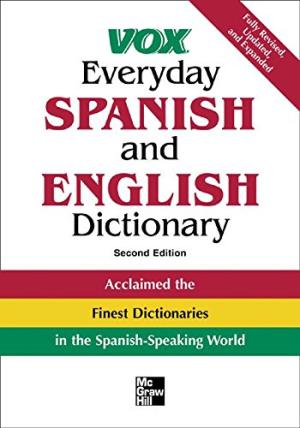 VOX
Fully Revised,
Updated,
and Expanded
Everyday
SPANISH
and
ENGLISH
Dictionary
Second Edition
Acclaimed the
Finest Dictionaries
in the Spanish-Speaking World
Mc
Graw
Hill